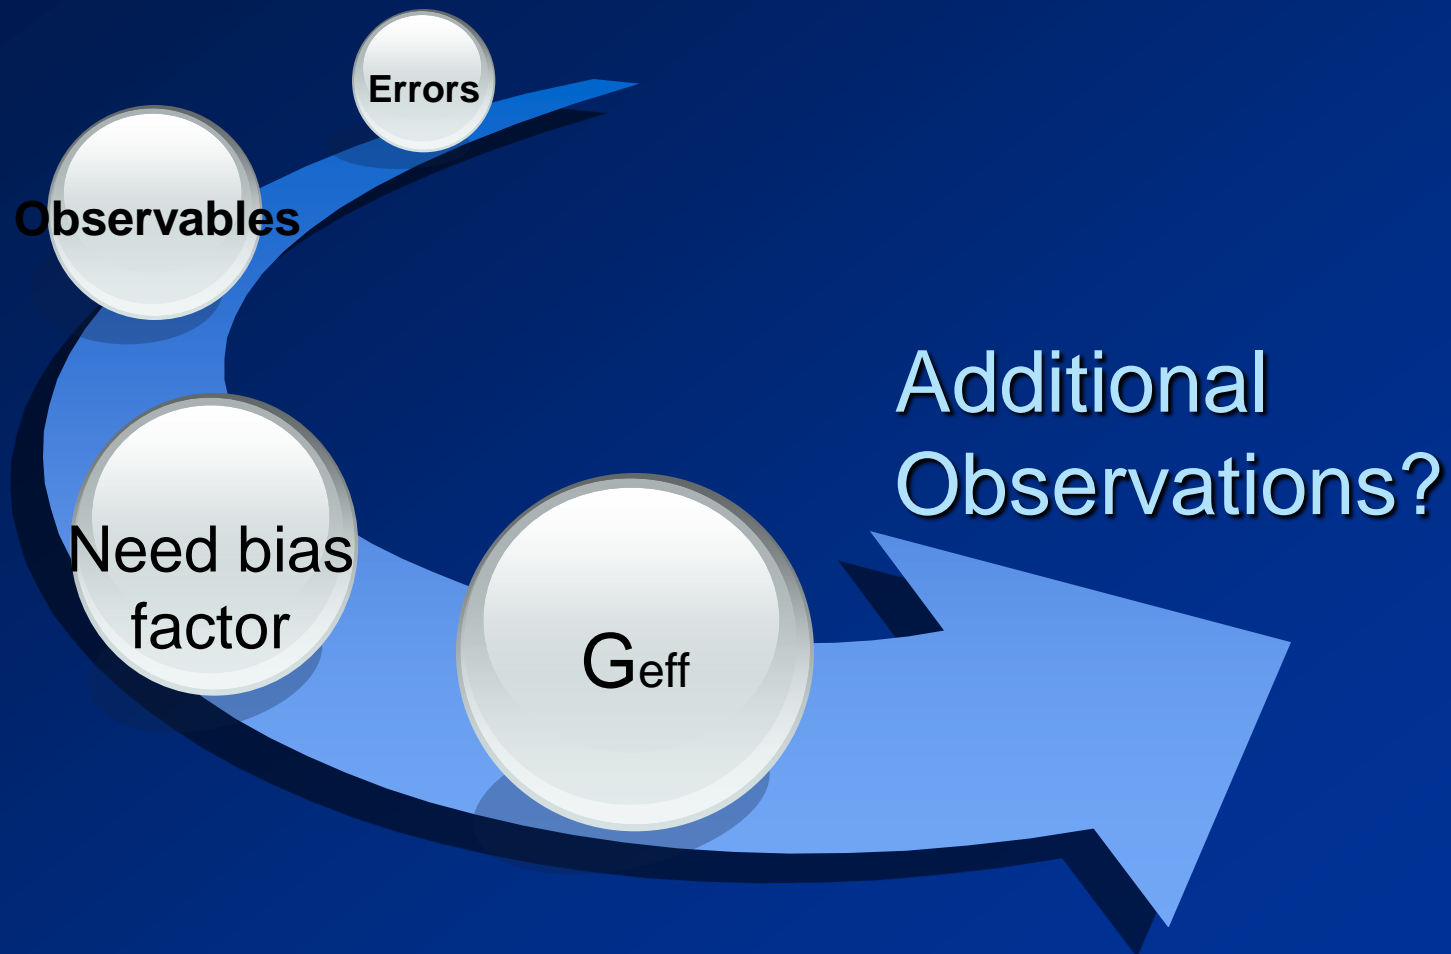 Errors
Observables
Need bias
factor
Geff
Additional
Observations?